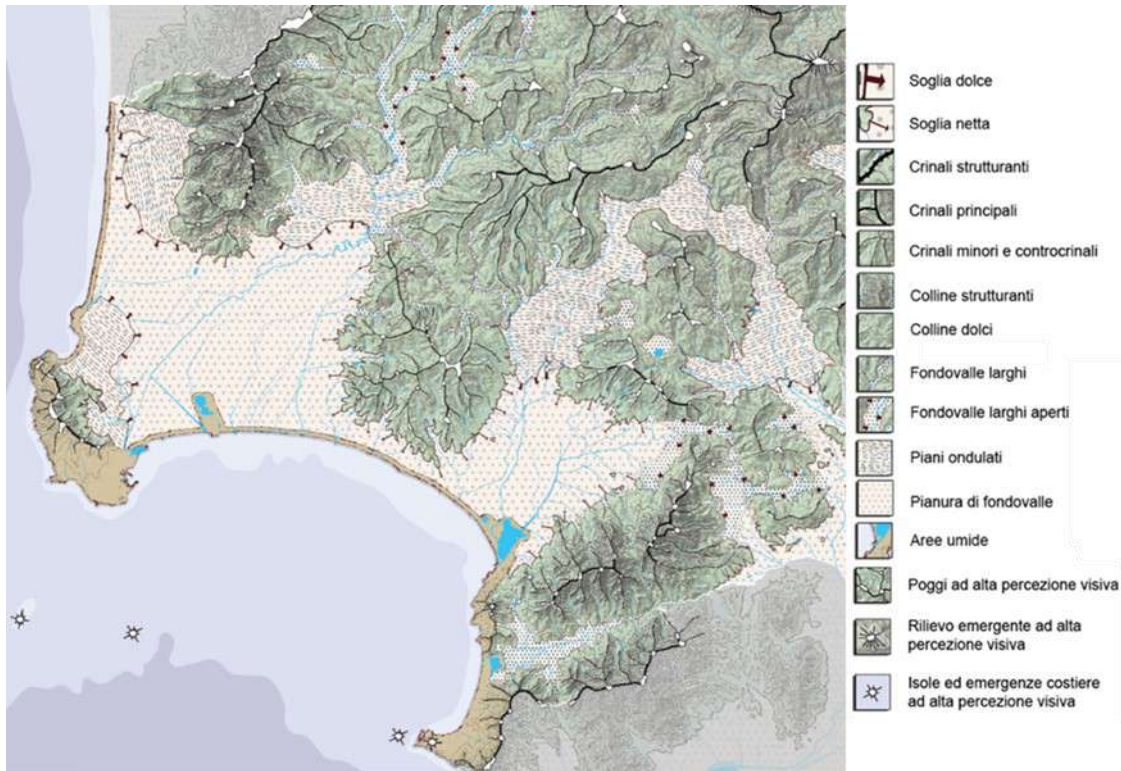 Soglia dolce
Soglia netta
Crinali strutturanti
Crinali principali
Crinali minori e controcrinali
Colline strutturanti
Colline dolci
Fondovalle larghi
Fondovalle larghi aperti
Piani ondulati
Pianura di fondovalle
Aree umide
Poggi ad alta percezione visiva
Rilievo emergente ad alta
percezione visiva
Isole ed emergenze costiere
ad alta percezione visiva